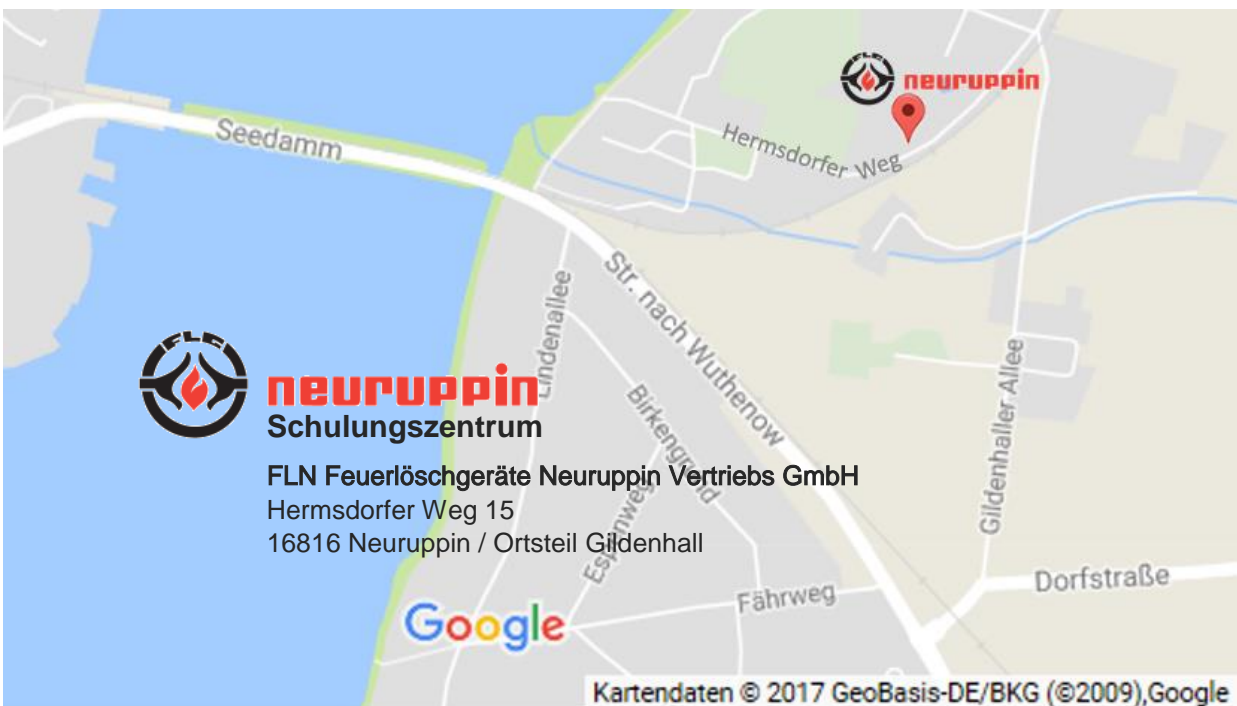 FLN
neuruppin
Hermsdorfer Weg
Seedamm
Str. nach Wuthenow
Lindenallee
FLN
neuruppin
Schulungszentrum
Birkengrund
Gildenhaller Allee
FLN Feuerlöschgeräte Neuruppin Vertriebs GmbH
Hermsdorfer Weg 15
16816 Neuruppin / Ortsteil Gildenhall
Espenweg
Dorfstraße
Fährweg
Google
Kartendaten © 2017 GeoBasis-DE/BKG (©2009),Google